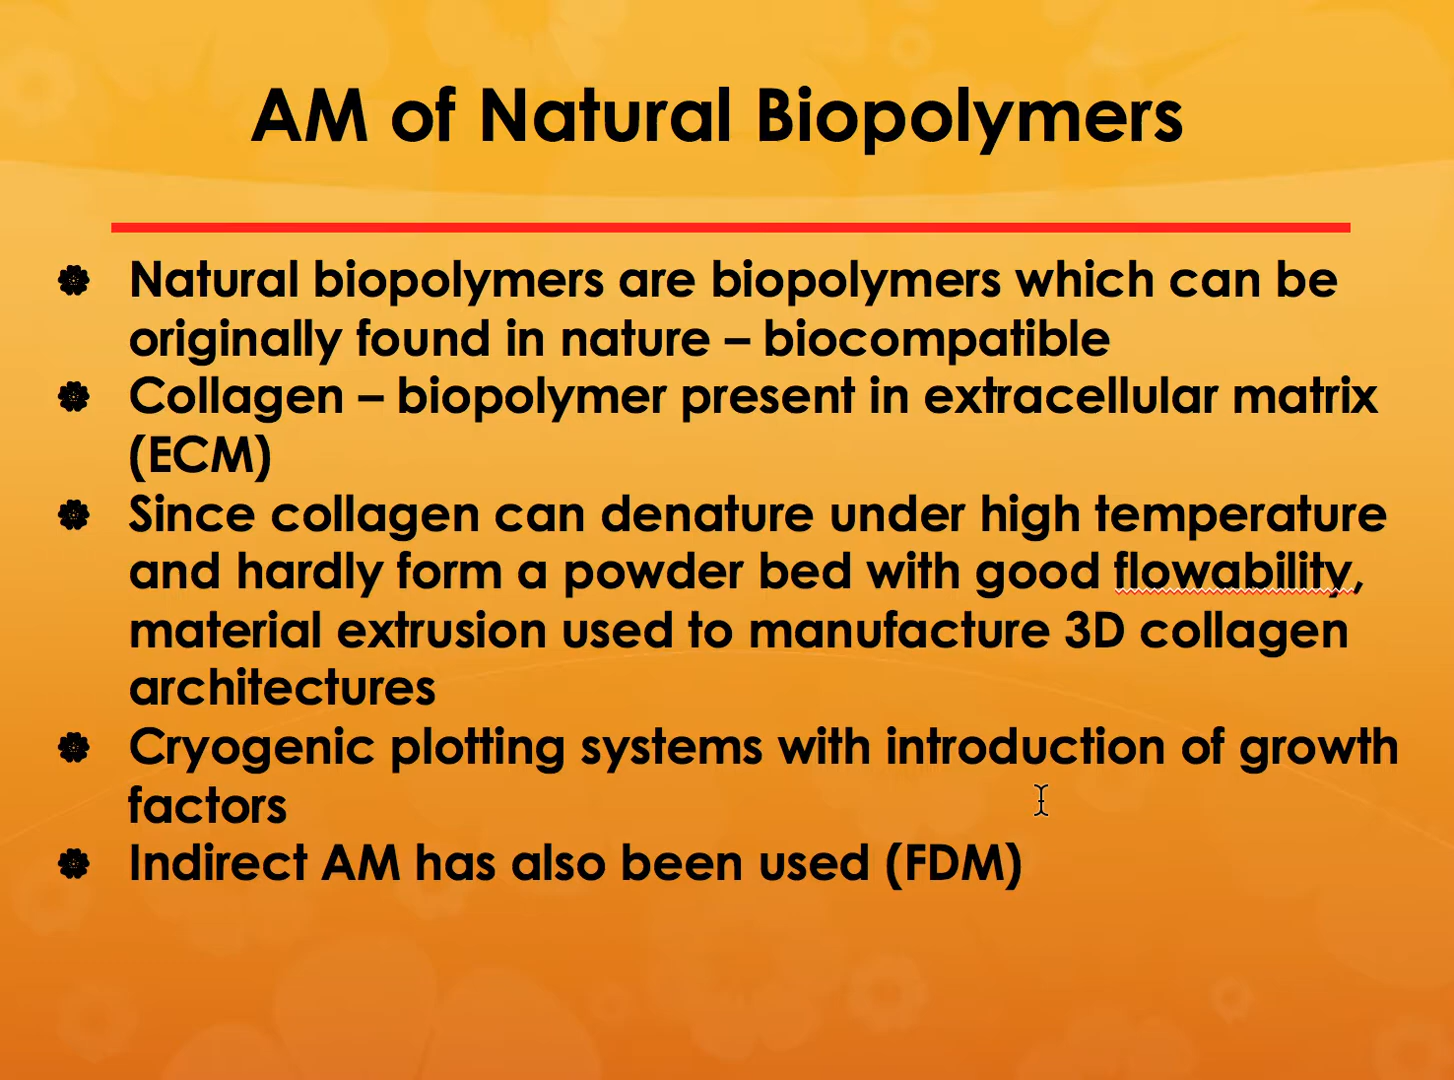 AM of Natural Biopolymers
Natural biopolymers are biopolymers which can be
originally found in nature – biocompatible
Collagen – biopolymer present in extracellular matrix
(ECM)
Since collagen can denature under high temperature
and hardly form a powder bed with good flowability,
material extrusion used to manufacture 3D collagen
architectures
Cryogenic plotting systems with introduction of growth
factors
Indirect AM has also been used (FDM)